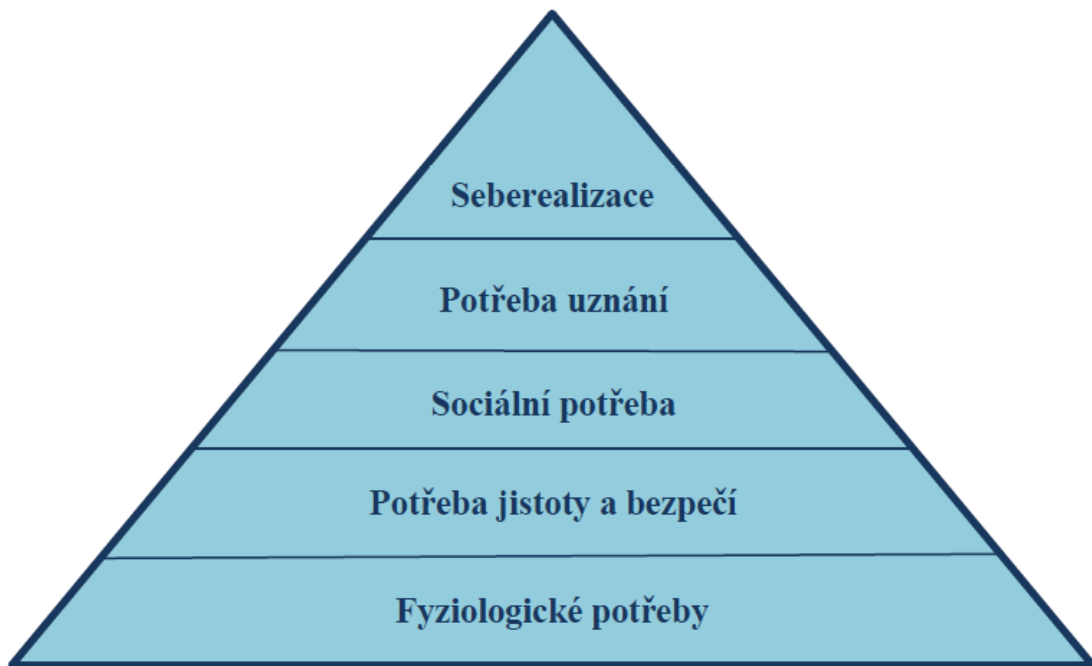 Seberealizace
Potřeba uznání
Sociální potřeba
Potřeba jistoty a bezpečí
Fyziologické potřeby